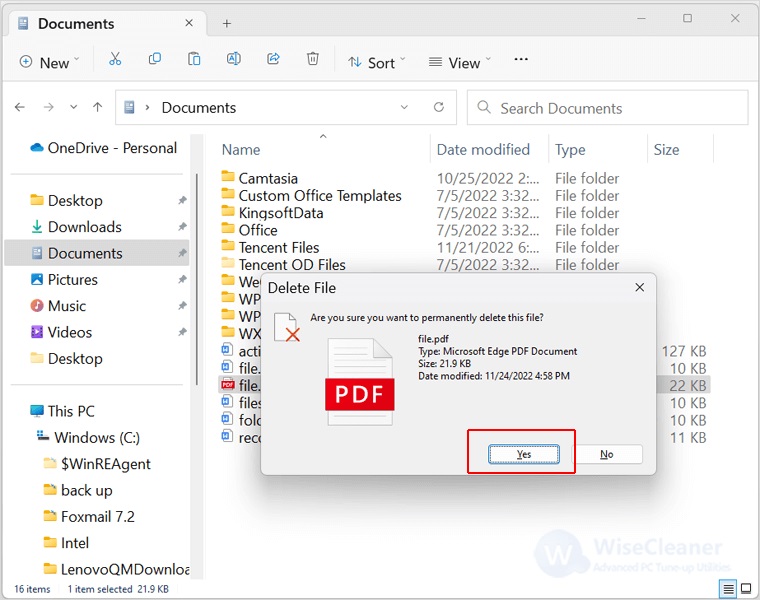 Documents
New
Sort
View
Documents
Search Documents
OneDrive - Personal
Desktop
Downloads
Documents
Pictures
Music
Videos
Desktop
This PC
Windows (C:)
$WinREAgent
back up
Foxmail 7.2
Intel
LenovoQMDownloa
Name Date modified Type Size
Camtasia 10/25/2022 2:... File folder
Custom Office Templates 7/5/2022 3:32... File folder
KingsoftData 7/5/2022 3:32... File folder
Office 7/5/2022 3:32... File folder
Tencent Files 11/21/2022 6:... File folder
Tencent OD Files 7/5/2022 3:32... File folder
WP
WP
WX
acti 127 KB
file. 10 KB
PDF file. 22 KB
files 10 KB
fold 10 KB
reco 11 KB
Delete File
Are you sure you want to permanently delete this file?
PDF
file.pdf
Type: Microsoft Edge PDF Document
Size: 21.9 KB
Date modified: 11/24/2022 4:58 PM
Yes No
W WiseCleaner
Advanced PC Tune-up Utilities
16 items 1 item selected 21.9 KB